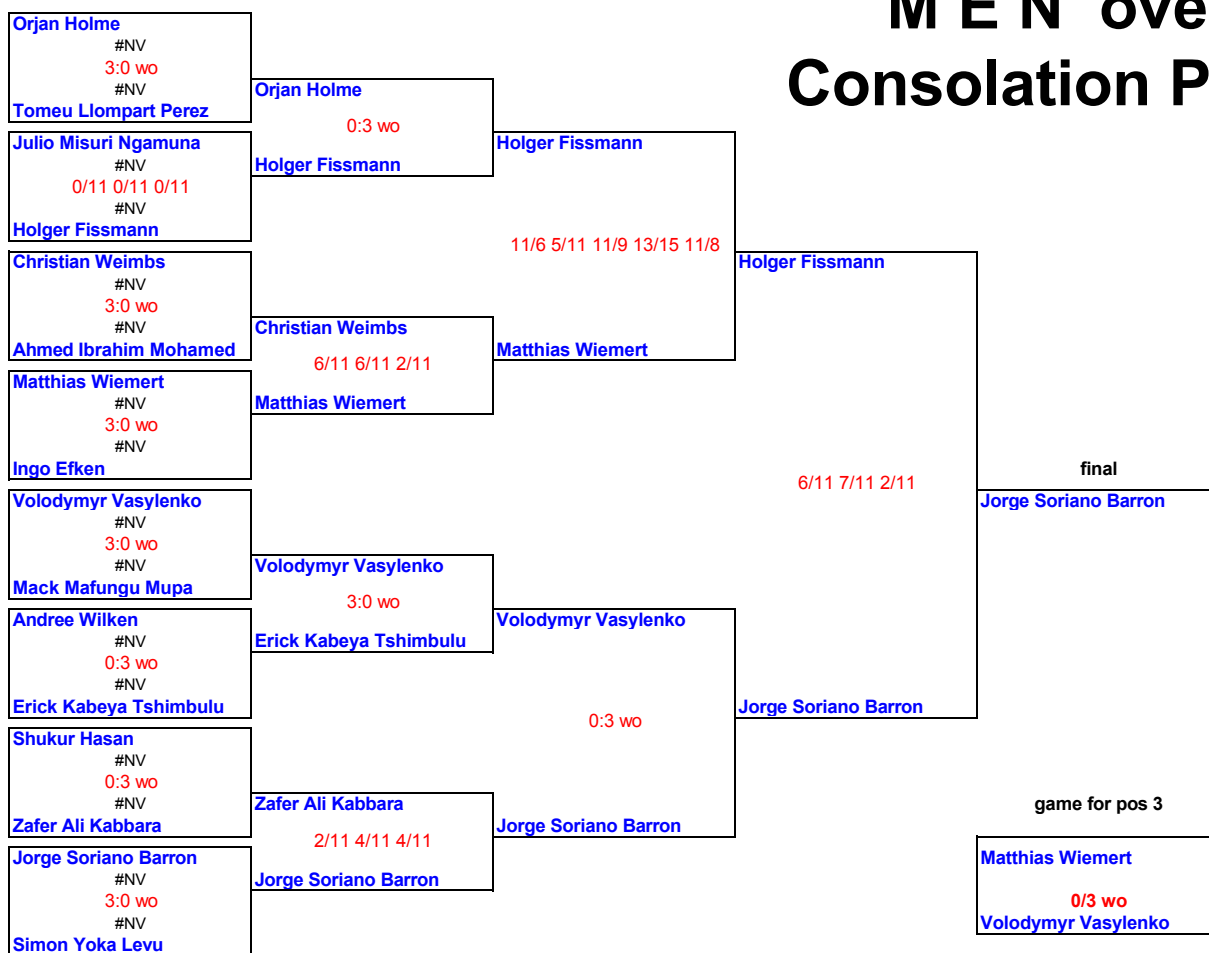 M E N ove
Consolation P
Orjan Holme
#NV
3:0 wo
#NV
Tomeu Llompart Perez
Julio Misuri Ngamuna
#NV
0/11 0/11 0/11
#NV
Holger Fissmann
Christian Weimbs
#NV
3:0 wo
#NV
Ahmed Ibrahim Mohamed
Matthias Wiemert
#NV
3:0 wo
#NV
Ingo Efken
Volodymyr Vasylenko
#NV
3:0 wo
#NV
Mack Mafungu Mupa
Andree Wilken
#NV
0:3 wo
#NV
Erick Kabeya Tshimbulu
Shukur Hasan
#NV
0:3 wo
#NV
Zafer Ali Kabbara
Jorge Soriano Barron
#NV
3:0 wo
#NV
Simon Yoka Levu
Orjan Holme
0:3 wo
Holger Fissmann
Christian Weimbs
6/11 6/11 2/11
Matthias Wiemert
Volodymyr Vasylenko
3:0 wo
Erick Kabeya Tshimbulu
Zafer Ali Kabbara
2/11 4/11 4/11
Jorge Soriano Barron
Holger Fissmann
11/6 5/11 11/9 13/15 11/8
Matthias Wiemert
Volodymyr Vasylenko
0:3 wo
Jorge Soriano Barron
Holger Fissmann
6/11 7/11 2/11
Jorge Soriano Barron
final
Jorge Soriano Barron
game for pos 3
Matthias Wiemert
0/3 wo
Volodymyr Vasylenko